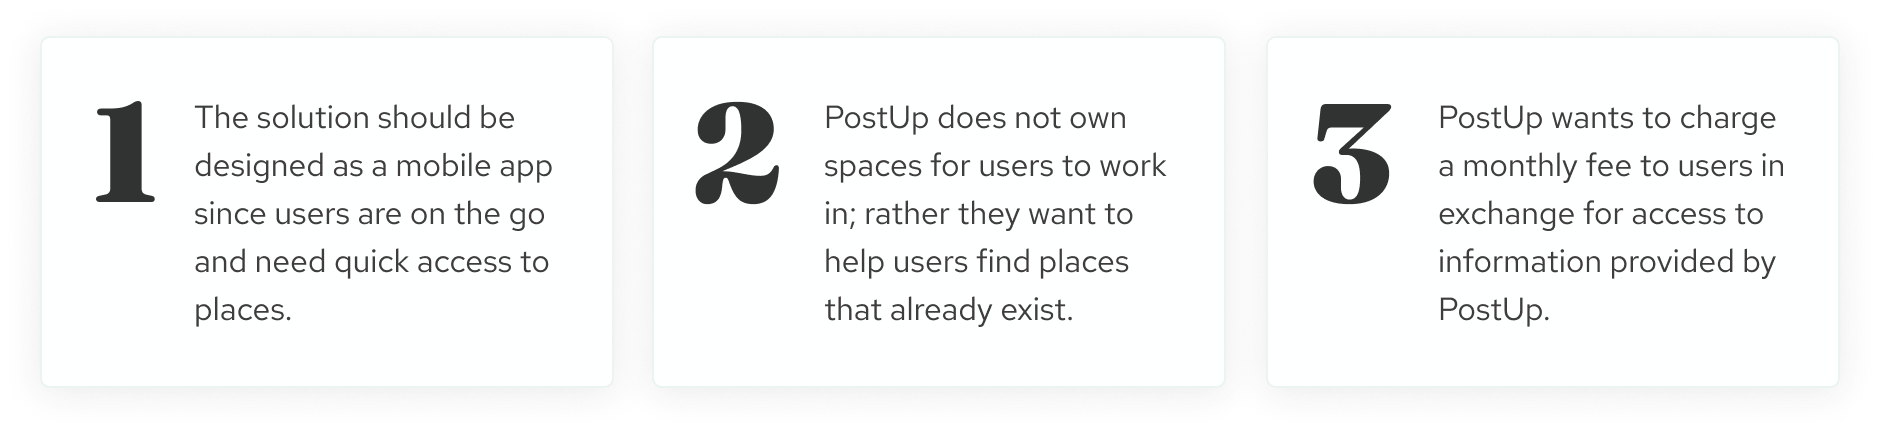 1
The solution should be
designed as a mobile app
since users are on the go
and need quick access to
places.
2
PostUp does not own
spaces for users to work
in; rather they want to
help users find places
that already exist.
3
PostUp wants to charge
a monthly fee to users in
exchange for access to
information provided by
PostUp.